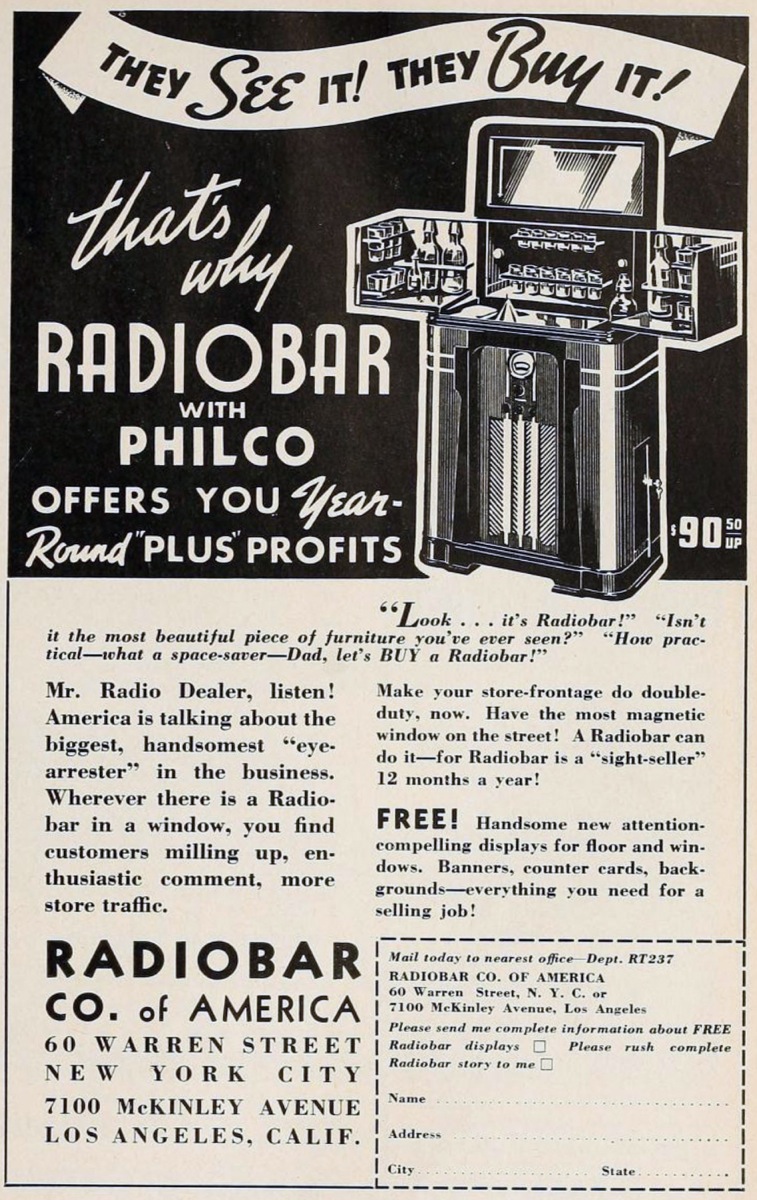 THEY SEE IT! THEY Buy IT!
that's
why
RADIOBAR
WITH
PHILCO
OFFERS YOU Year-
Round "PLUS" PROFITS
$90 50 UP
"Look . . . it's Radiobar!" "Isn't
it the most beautiful piece of furniture you've ever seen?" "How prac-
tical—what a space-saver—Dad, let's BUY a Radiobar!"
Mr. Radio Dealer, listen!
America is talking about the
biggest, handsomest "eye-
arrester" in the business.
Wherever there is a Radio-
bar in a window, you find
customers milling up, en-
thusiastic comment, more
store traffic.
Make your store-frontage do double-
duty, now. Have the most magnetic
window on the street! A Radiobar can
do it—for Radiobar is a "sight-seller"
12 months a year!
FREE! Handsome new attention-
compelling displays for floor and win-
dows. Banners, counter cards, back-
grounds—everything you need for a
selling job!
RADIOBAR
CO. of AMERICA
60 WARREN STREET
NEW YORK CITY
7100 McKINLEY AVENUE
LOS ANGELES, CALIF.
Mail today to nearest office—Dept. RT237
RADIOBAR CO. OF AMERICA
60 Warren Street, N. Y. C. or
7100 McKinley Avenue, Los Angeles
Please send me complete information about FREE
Radiobar displays □ Please rush complete
Radiobar story to me □
Name
Address
City State